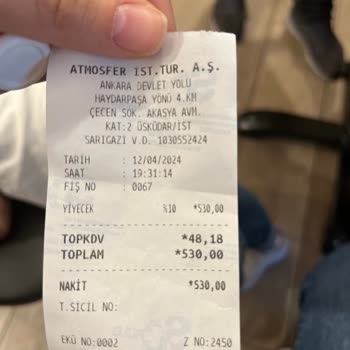 ATMOSFER İST.TUR. A.Ş.
ANKARA DEVLET YOLU
HAYDARPAŞA YÖNÜ 4.KM
ÇEÇEN SOK. AKASYA AVM.
KAT:2 ÜSKÜDAR/İST
SARIGAZİ V.D. 1030552424
TARİH : 12/04/2024
SAAT : 19:31:14
FİŞ NO : 0067
YİYECEK %10 *530,00
TOPKDV *48,18
TOPLAM *530,00
NAKİT *530,00
T.SİCİL NO:
EKÜ NO:0002 Z NO:2450